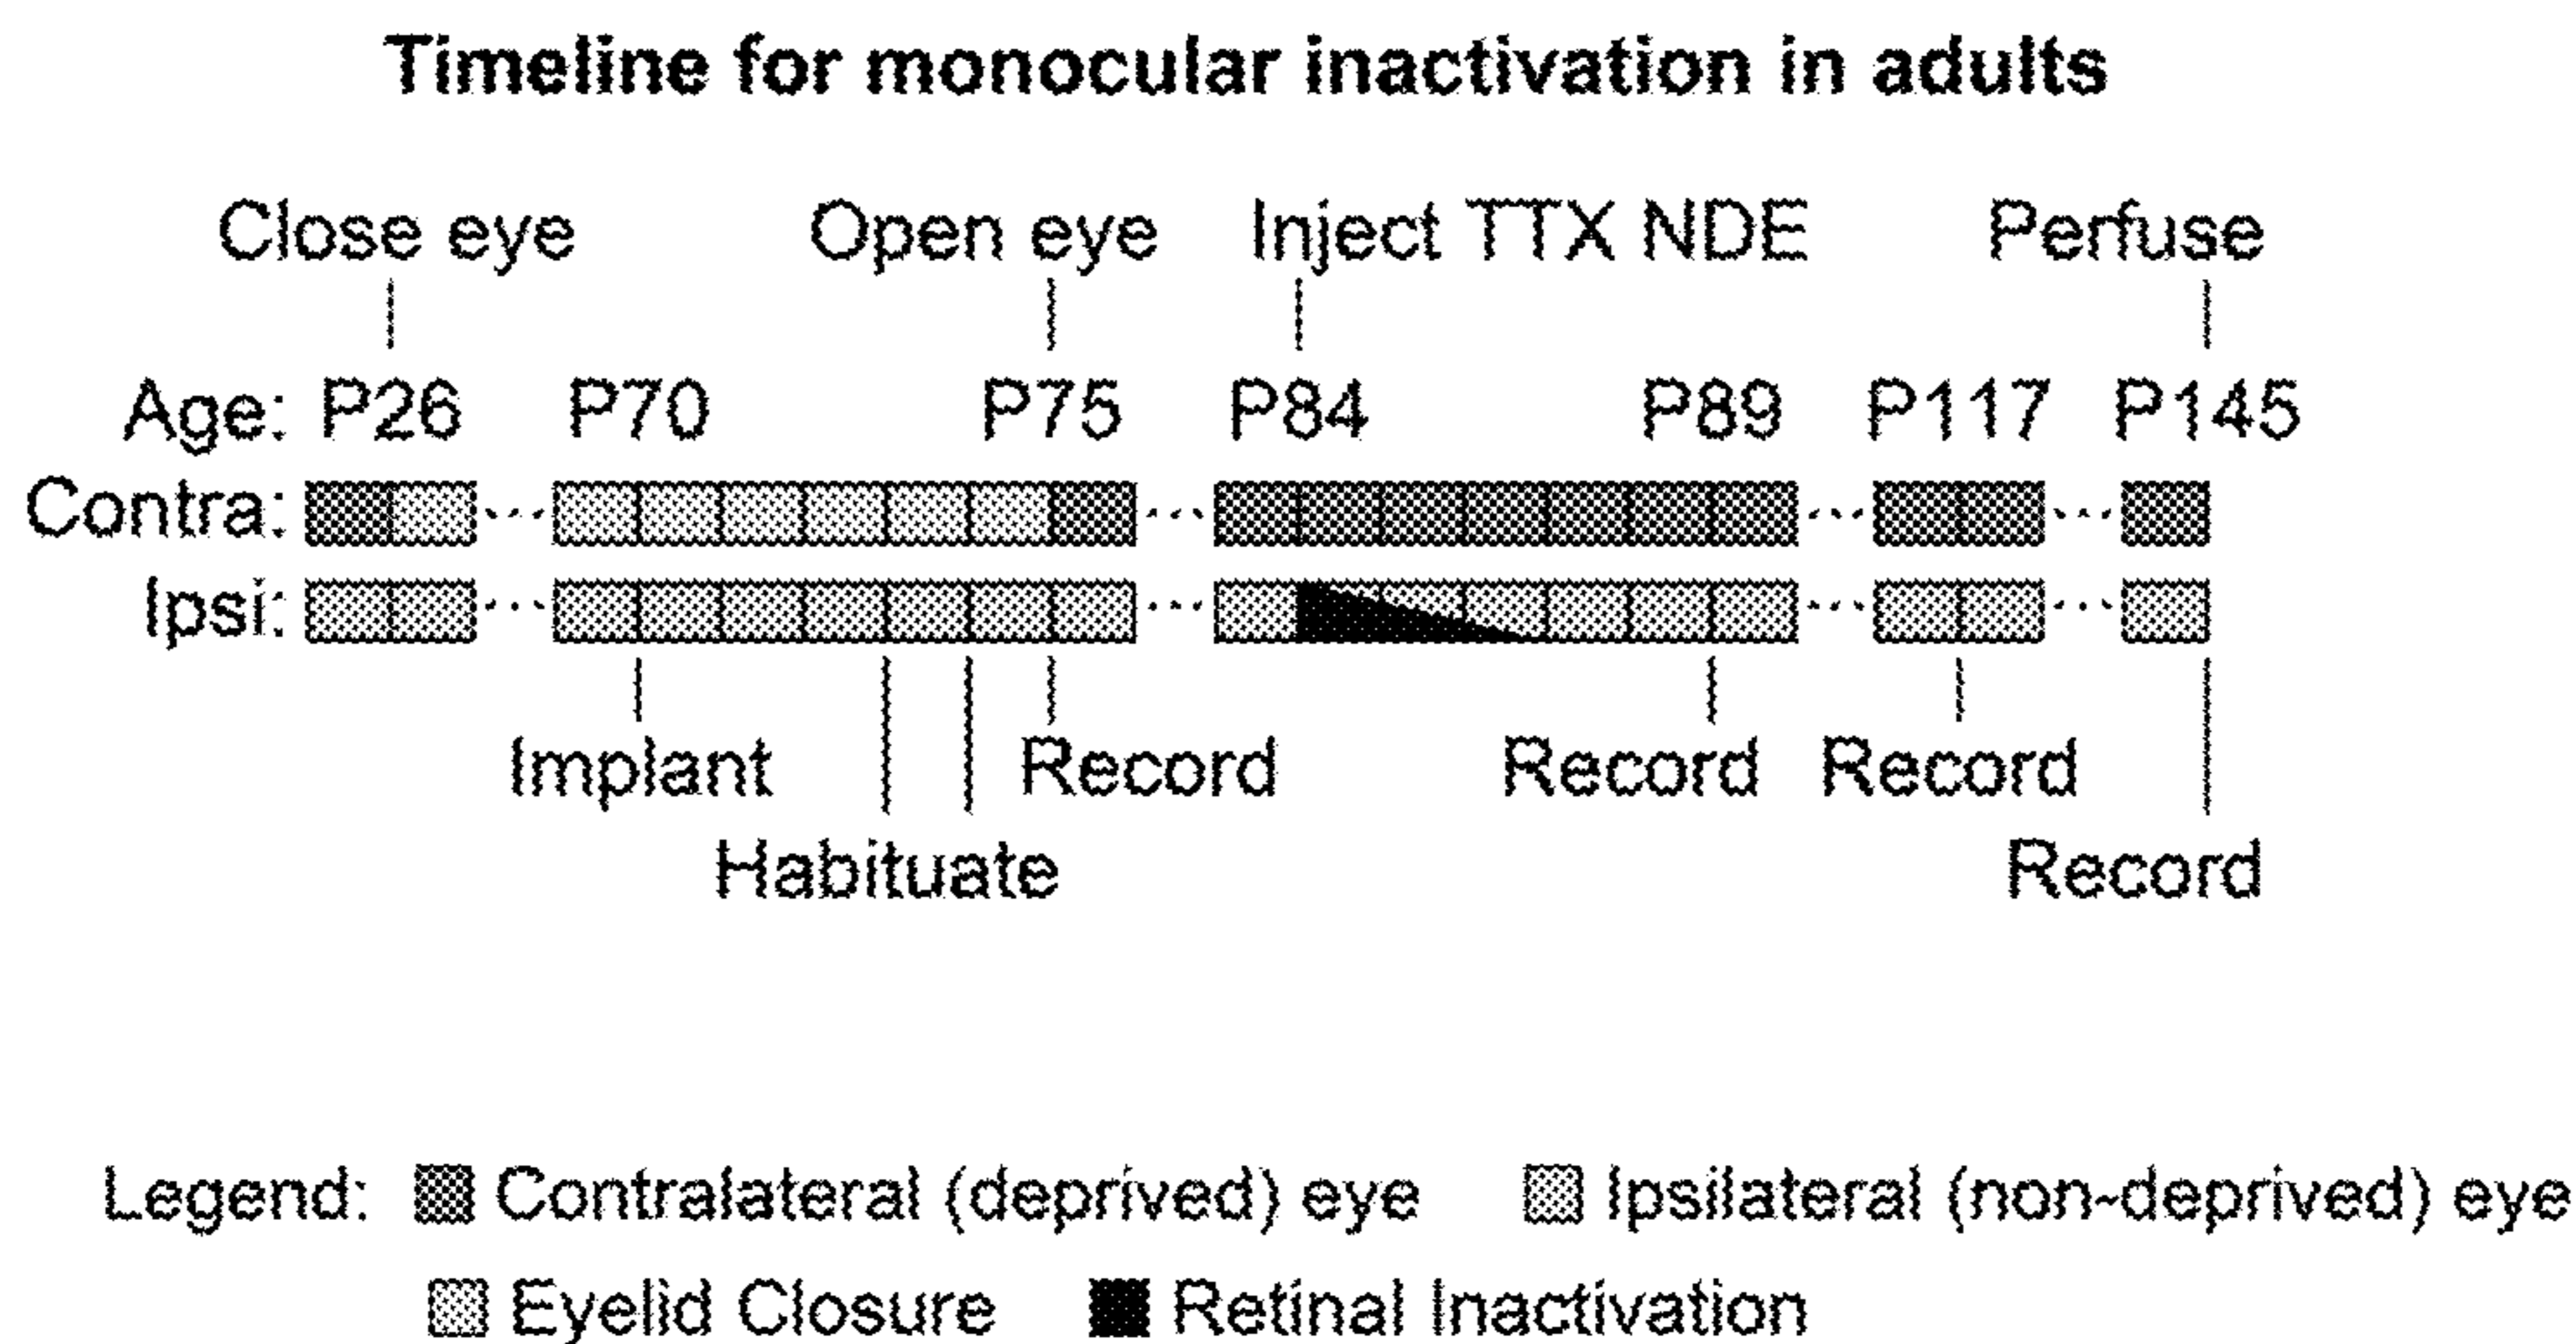 Timeline for monocular inactivation in adults
Close eye Open eye Inject TTX NDE Perfuse
Age: P26 P70 P75 P84 P89 P117 P145
Contra:
Ipsi:
Implant Record Record Record
Habituate Record
Legend: Contralateral (deprived) eye Ipsilateral (non-deprived) eye
Eyelid Closure Retinal Inactivation